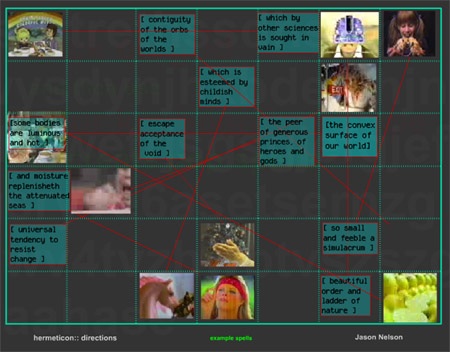 [ contiguity
of the orbs
of the
worlds ]
[ which by
other sciences
is sought in
vain ]
[ which is
esteemed by
childish
minds ]
[some bodies
are luminous
and hot ]
[ escape
acceptance
of the
void ]
[ the peer
of generous
princes, of
heroes and
gods ]
[the convex
surface of
our world]
[ and moisture
replenisheth
the attenuated
seas ]
[ universal
tendency to
resist
change ]
[ so small
and feeble a
simulacrum ]
[ beautiful
order and
ladder of
nature ]
hermeticon:: directions
example spells
Jason Nelson